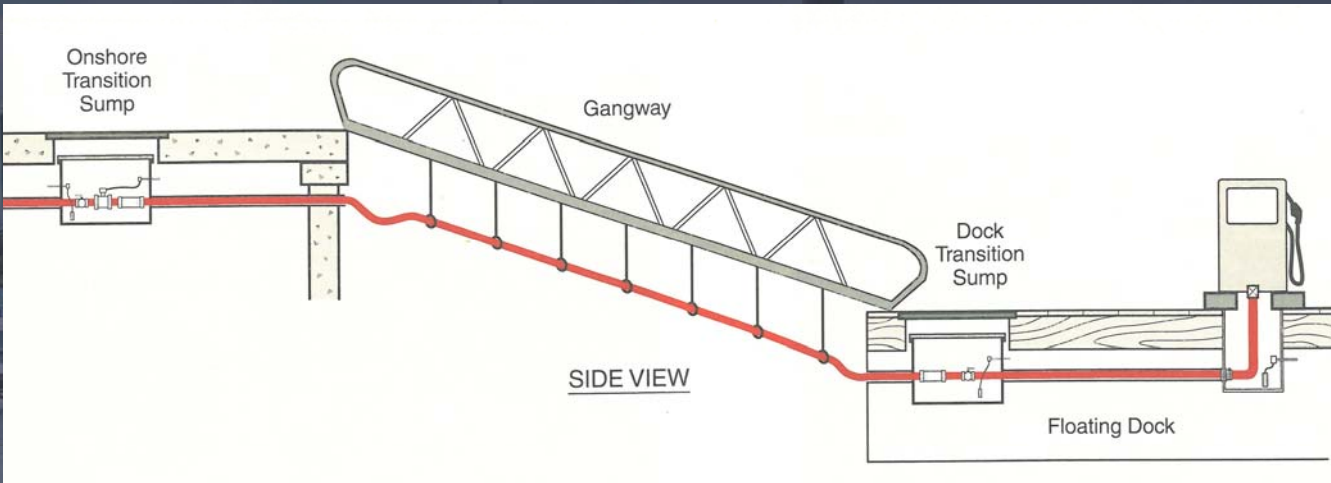 Onshore
Transition
Sump
Gangway
Dock
Transition
Sump
SIDE VIEW
Floating Dock